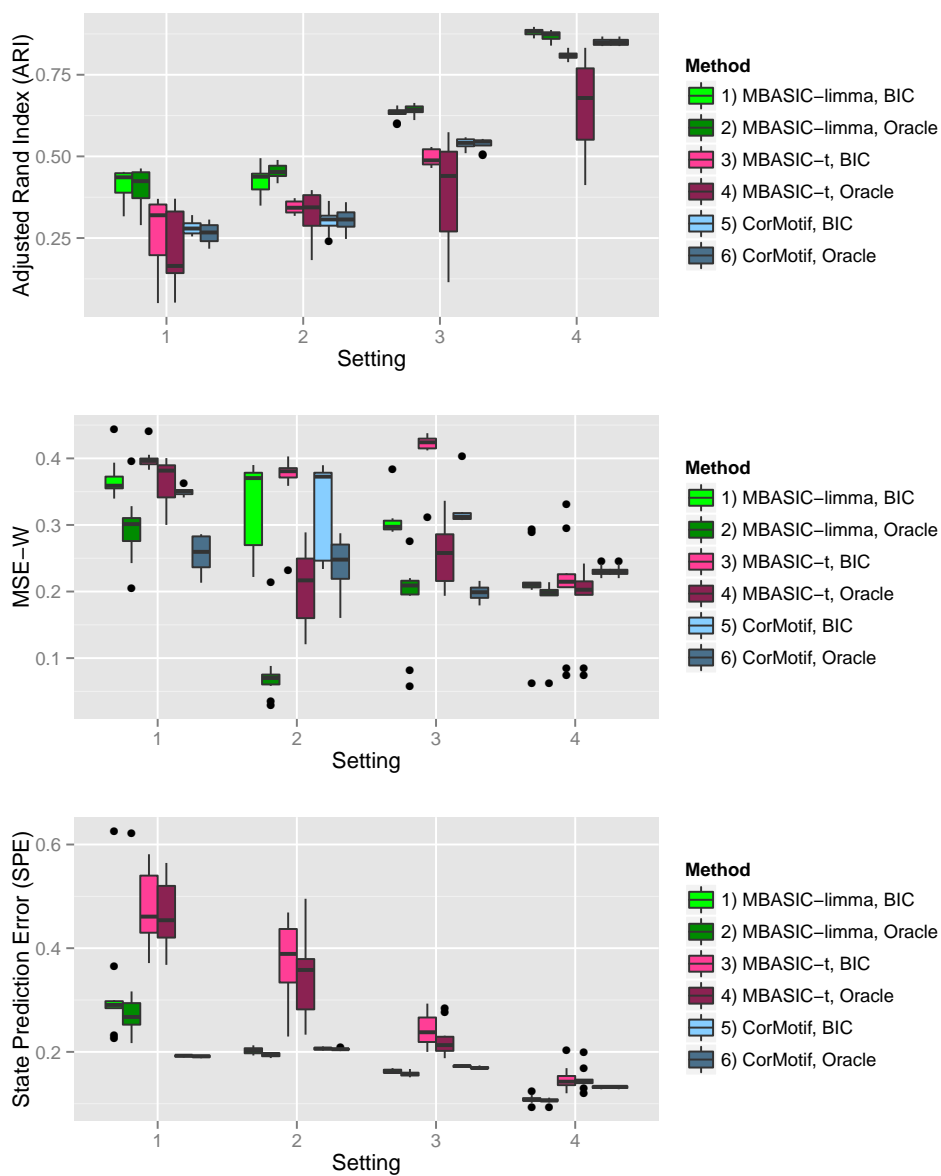 Adjusted Rand Index (ARI)
0.75
0.50
0.25
1 2 3 4
Setting
Method
1) MBASIC−limma, BIC
2) MBASIC−limma, Oracle
3) MBASIC−t, BIC
4) MBASIC−t, Oracle
5) CorMotif, BIC
6) CorMotif, Oracle
MSE−W
0.4
0.3
0.2
0.1
1 2 3 4
Setting
Method
1) MBASIC−limma, BIC
2) MBASIC−limma, Oracle
3) MBASIC−t, BIC
4) MBASIC−t, Oracle
5) CorMotif, BIC
6) CorMotif, Oracle
State Prediction Error (SPE)
0.6
0.4
0.2
1 2 3 4
Setting
Method
1) MBASIC−limma, BIC
2) MBASIC−limma, Oracle
3) MBASIC−t, BIC
4) MBASIC−t, Oracle
5) CorMotif, BIC
6) CorMotif, Oracle